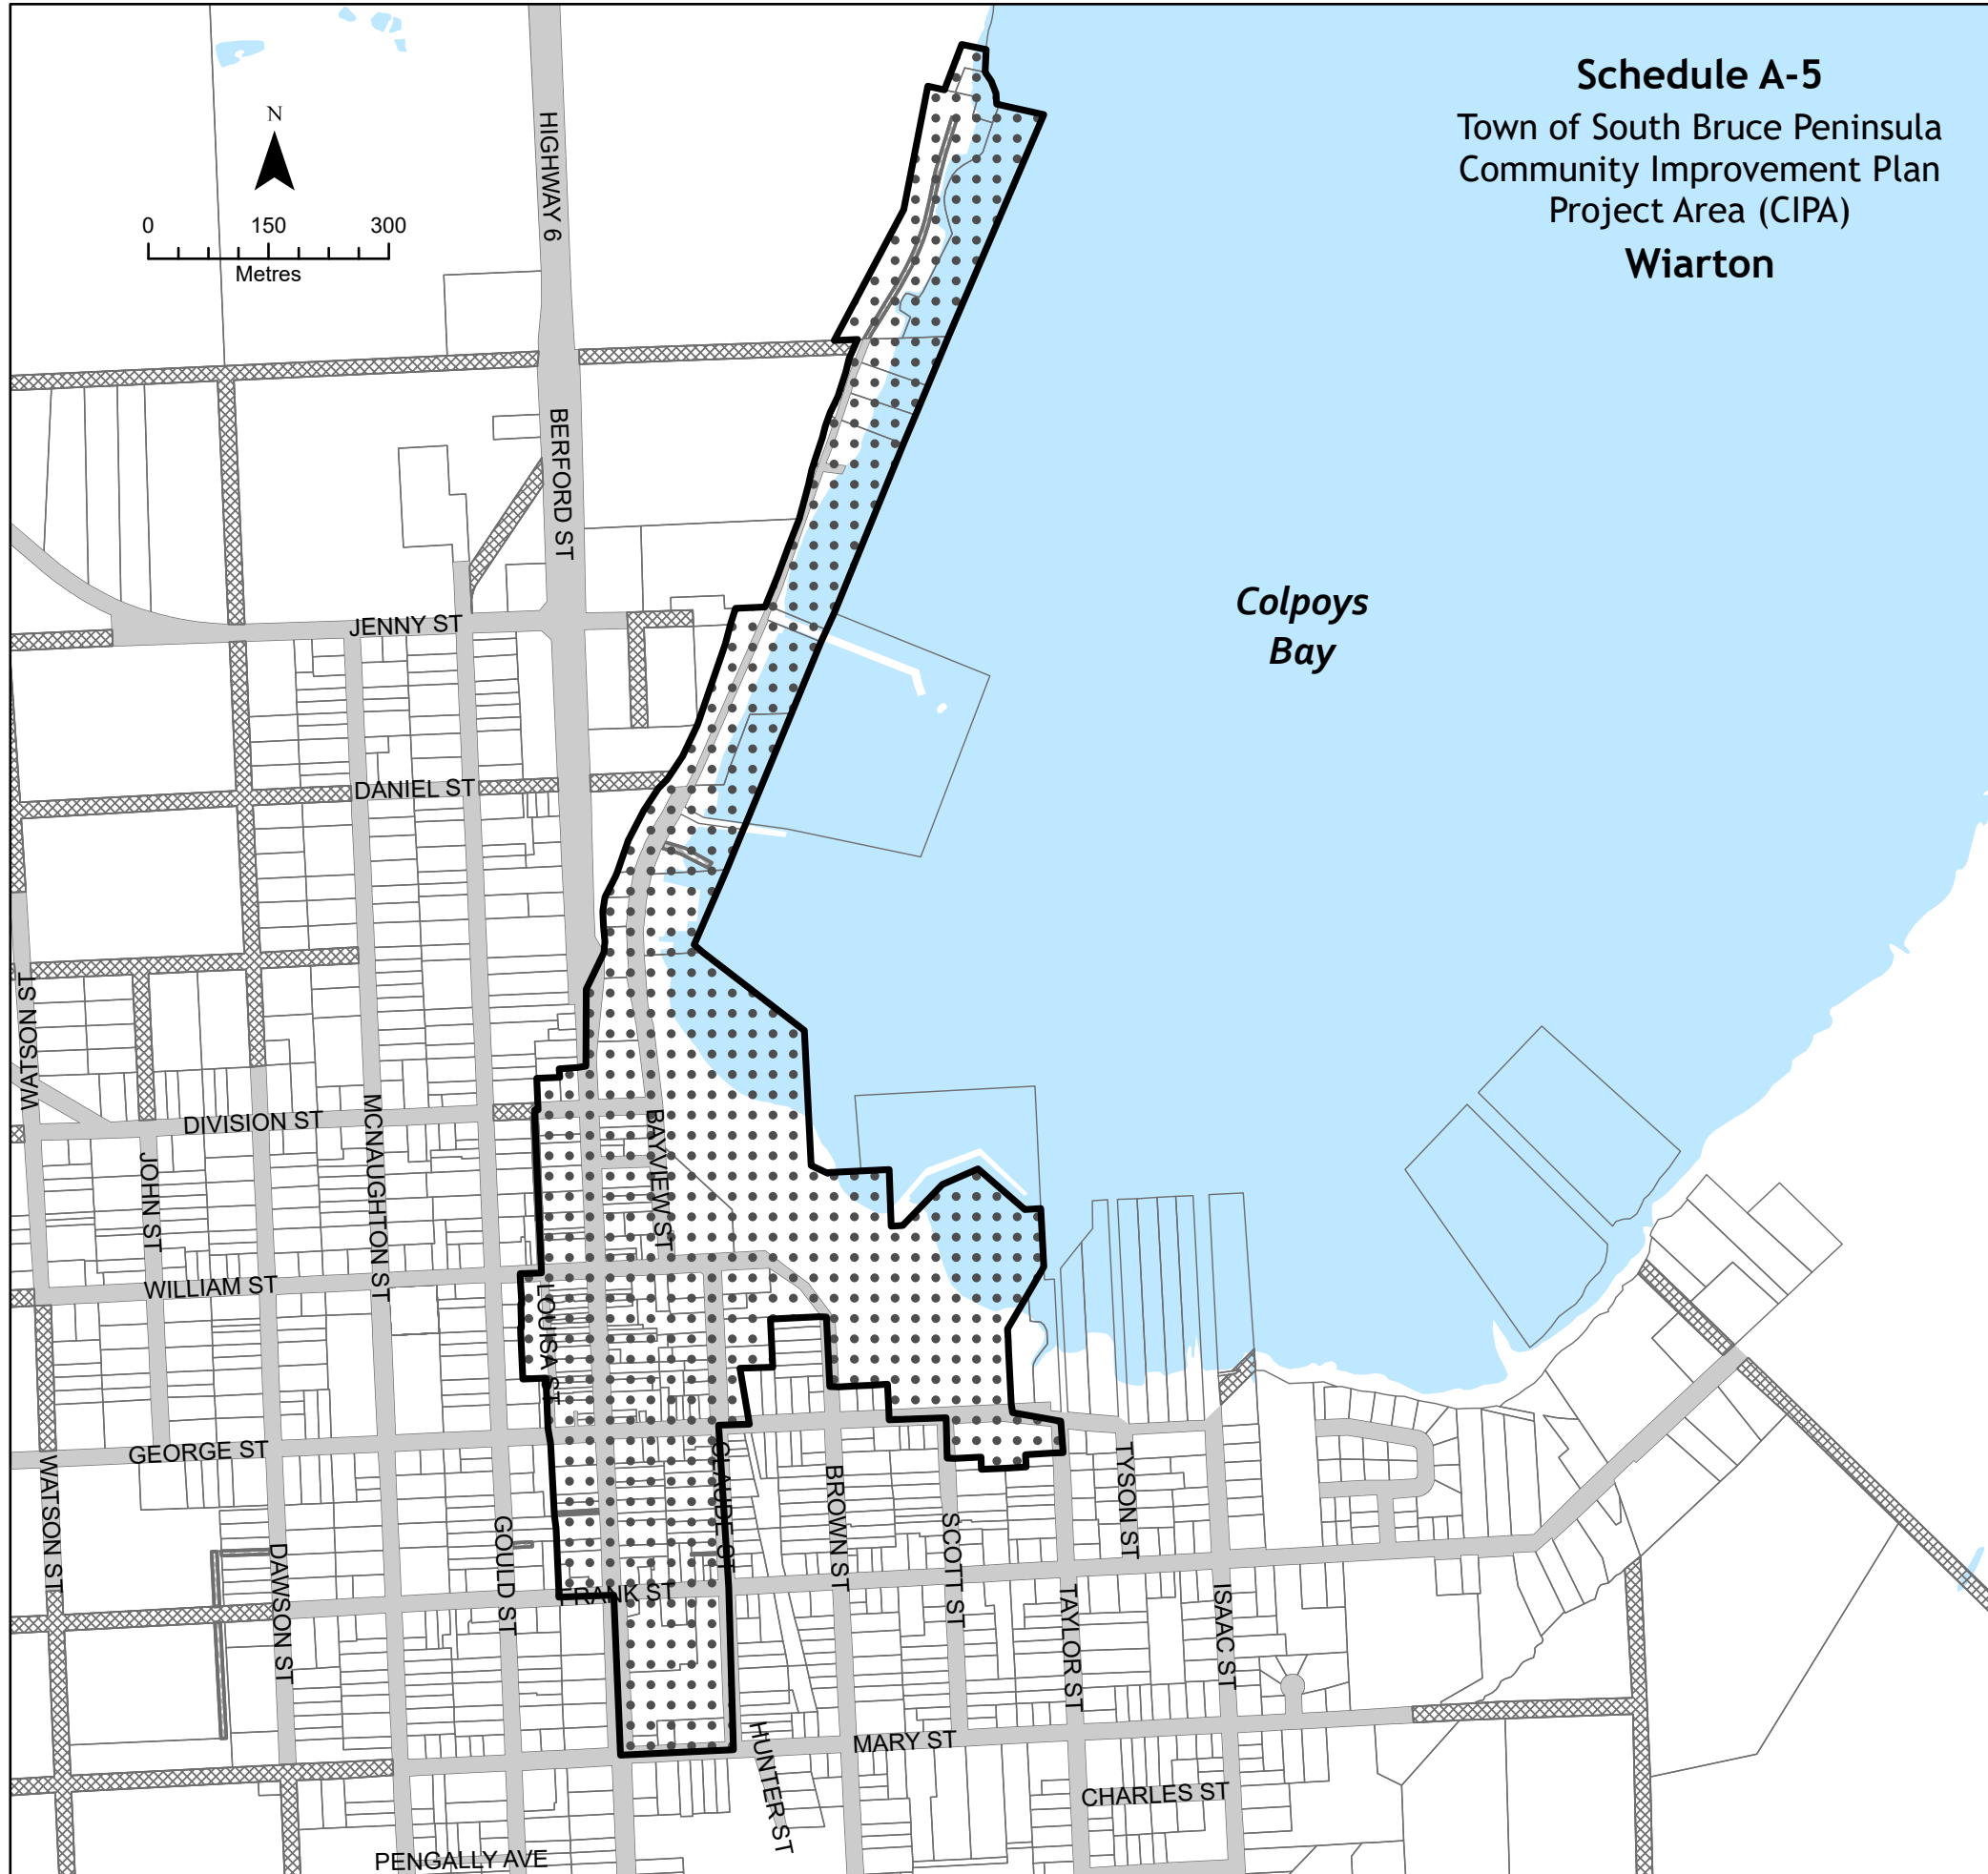 Schedule A-5
Town of South Bruce Peninsula
Community Improvement Plan
Project Area (CIPA)
Wiarton
N
0 150 300
Metres
HIGHWAY 6
BERFORD ST
Colpoys
Bay
JENNY ST
DANIEL ST
WATSON ST
DIVISION ST
MCNAUGHTON ST
JOHN ST
BAYVIEW ST
WILLIAM ST
LOUISA ST
GEORGE ST
WATSON ST
CLAUDE ST
BROWN ST
TYSON ST
GOULD ST
SCOTT ST
DAWSON ST
FRANK ST
TAYLOR ST
ISAAC ST
HUNTER ST
MARY ST
CHARLES ST
PENGALLY AVE